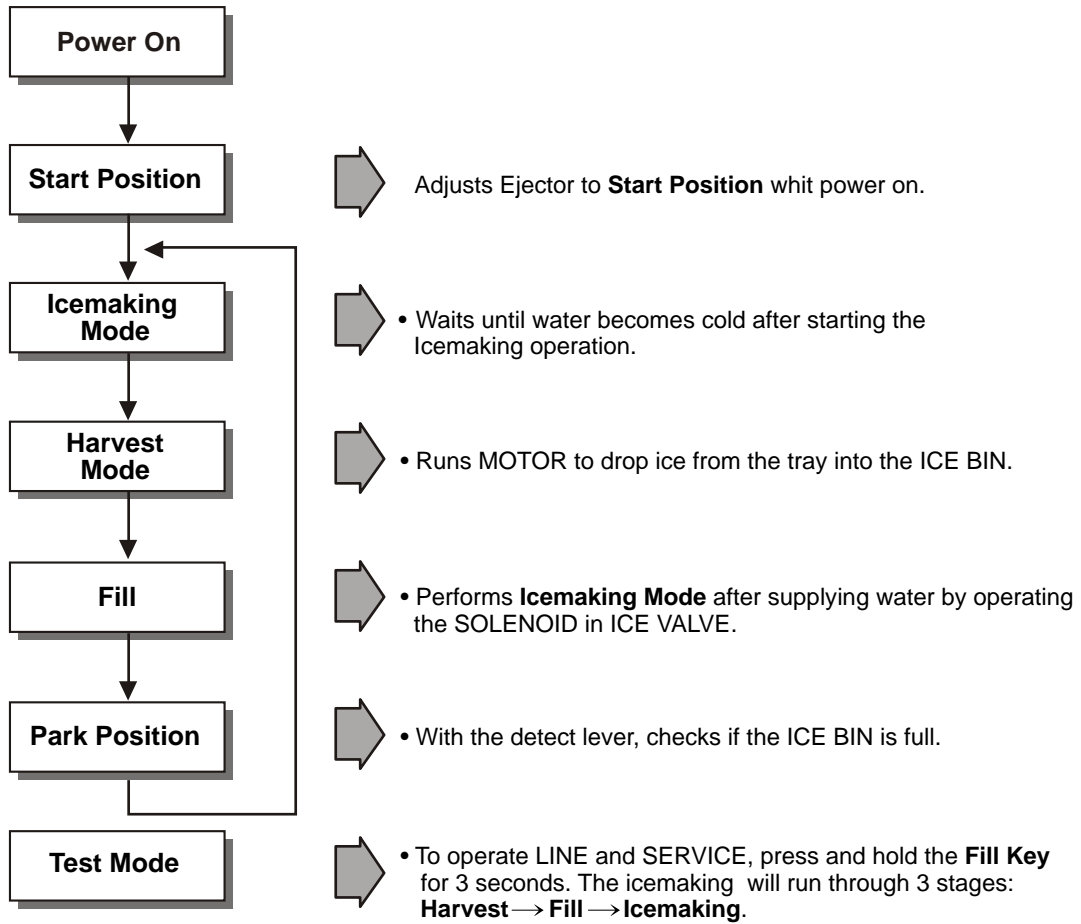 Power On
Start Position
Adjusts Ejector to Start Position whit power on.
Icemaking
Mode
• Waits until water becomes cold after starting the
Icemaking operation.
Harvest
Mode
• Runs MOTOR to drop ice from the tray into the ICE BIN.
Fill
• Performs Icemaking Mode after supplying water by operating
the SOLENOID in ICE VALVE.
Park Position
• With the detect lever, checks if the ICE BIN is full.
Test Mode
• To operate LINE and SERVICE, press and hold the Fill Key
for 3 seconds. The icemaking will run through 3 stages:
Harvest → Fill → Icemaking.